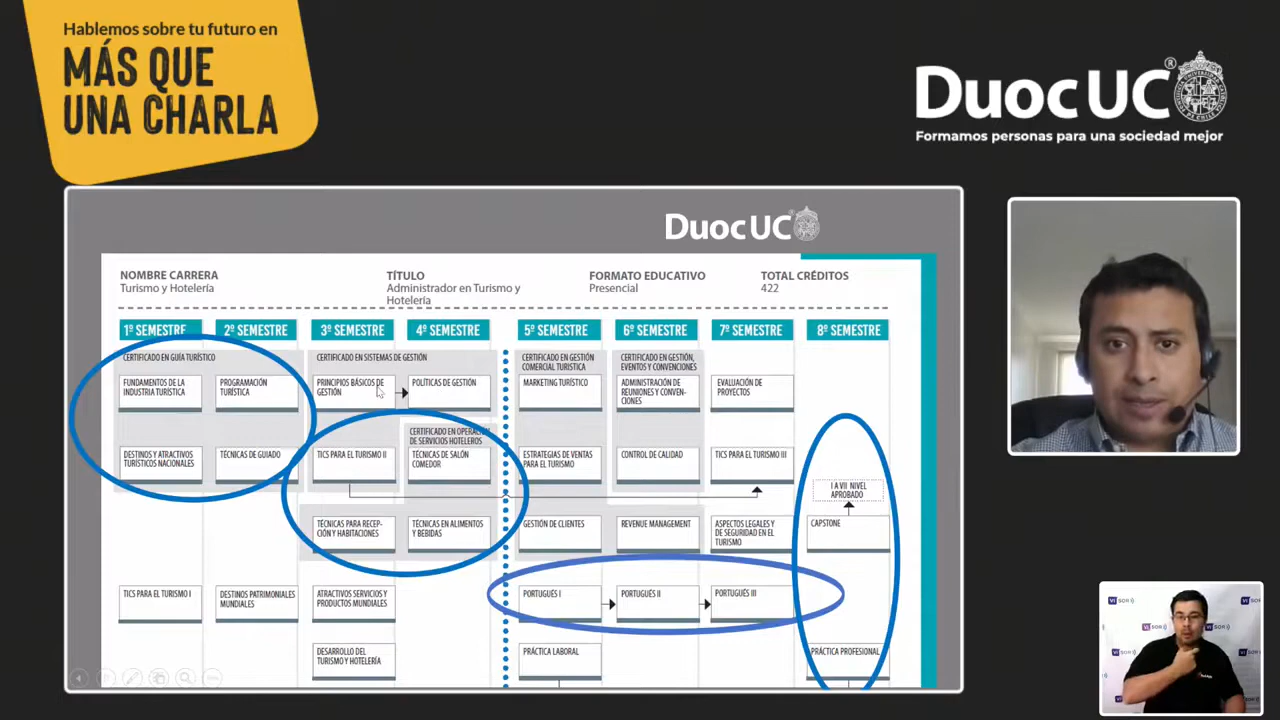 Hablemos sobre tu futuro en
MÁS QUE
UNA CHARLA
Duoc UC®
Formamos personas para una sociedad mejor
Duoc UC
NOMBRE CARRERA
Turismo y Hotelería
TÍTULO
Administrador en Turismo y
Hotelería
FORMATO EDUCATIVO
Presencial
TOTAL CRÉDITOS
422
1º SEMESTRE
2º SEMESTRE
3º SEMESTRE
4º SEMESTRE
5º SEMESTRE
6º SEMESTRE
7º SEMESTRE
8º SEMESTRE
CERTIFICADO EN GUÍA TURÍSTICO
CERTIFICADO EN SISTEMAS DE GESTIÓN
CERTIFICADO EN GESTIÓN
COMERCIAL TURISTICA
CERTIFICADO EN GESTIÓN,
EVENTOS Y CONVENCIONES
FUNDAMENTOS DE LA
INDUSTRIA TURÍSTICA
PROGRAMACIÓN
TURÍSTICA
PRINCIPIOS BÁSICOS DE
GESTIÓN
POLÍTICAS DE GESTIÓN
MARKETING TURÍSTICO
ADMINISTRACIÓN DE
REUNIONES Y CONVEN-
CIONES
EVALUACIÓN DE
PROYECTOS
CERTIFICADO EN OPERACIÓN
DE SERVICIOS HOTELEROS
DESTINOS Y ATRACTIVOS
TURÍSTICOS NACIONALES
TÉCNICAS DE GUIADO
TICS PARA EL TURISMO II
TÉCNICAS DE SALÓN
COMEDOR
ESTRATEGIAS DE VENTAS
PARA EL TURISMO
CONTROL DE CALIDAD
TICS PARA EL TURISMO III
I A VII NIVEL
APROBADO
TÉCNICAS PARA RECEP-
CIÓN Y HABITACIONES
TÉCNICAS EN ALIMENTOS
Y BEBIDAS
GESTIÓN DE CLIENTES
REVENUE MANAGEMENT
ASPECTOS LEGALES Y
DE SEGURIDAD EN EL
TURISMO
CAPSTONE
TICS PARA EL TURISMO I
DESTINOS PATRIMONIALES
MUNDIALES
ATRACTIVOS SERVICIOS Y
PRODUCTOS MUNDIALES
PORTUGUÉS I
PORTUGUÉS II
PORTUGUÉS III
DESARROLLO DEL
TURISMO Y HOTELERÍA
PRÁCTICA LABORAL
PRÁCTICA PROFESIONAL